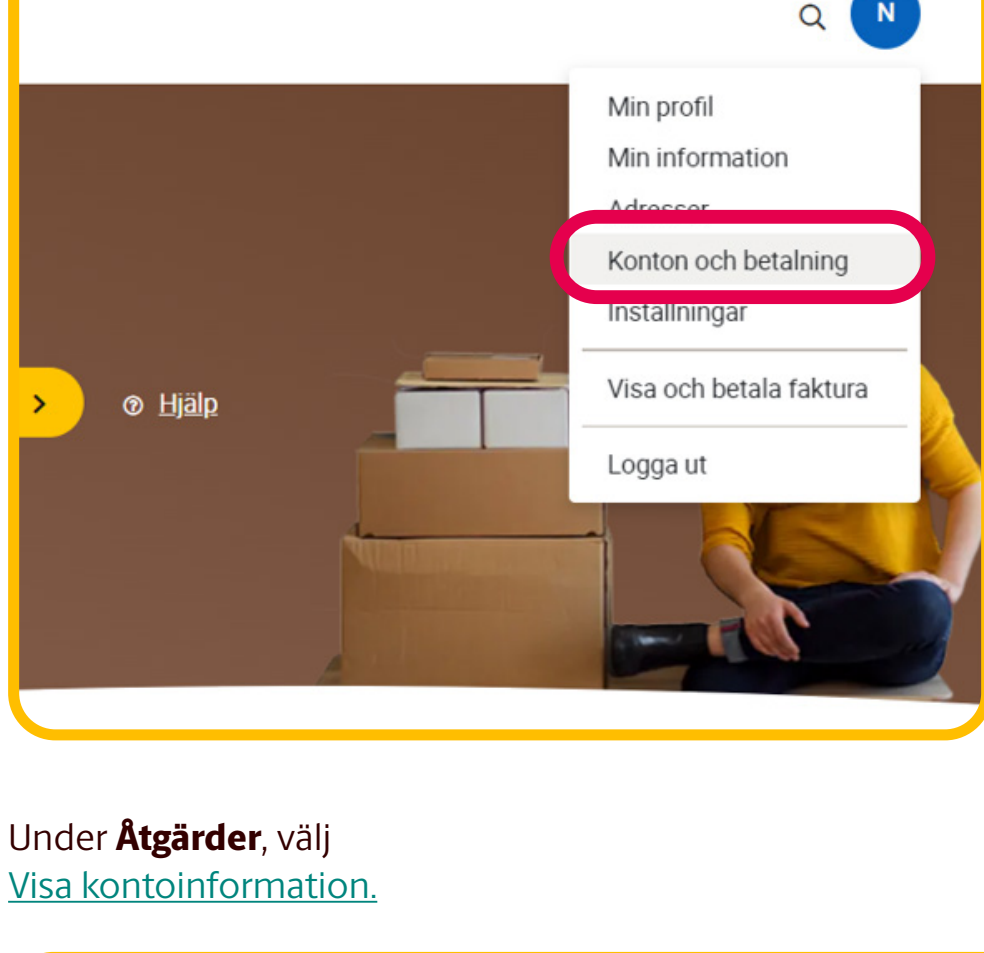 N
Min profil
Min information
Adresser
Konton och betalning
Inställningar
Hjälp
Visa och betala faktura
Logga ut
Under Åtgärder, välj
Visa kontoinformation.